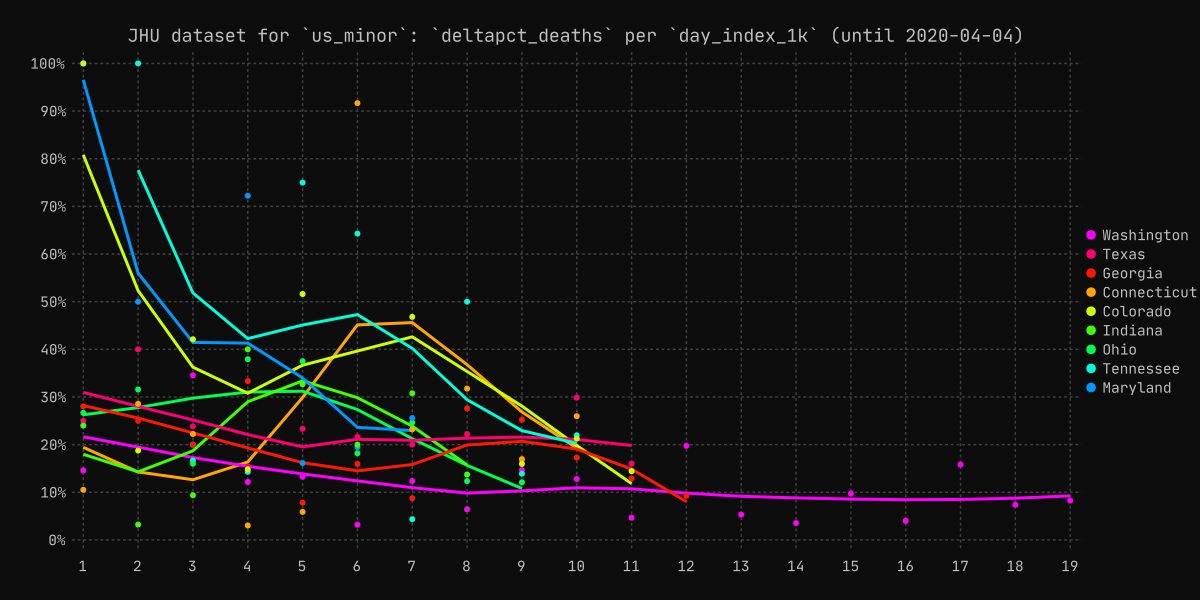 JHU dataset for `us_minor`: `deltapct_deaths` per `day_index_1k` (until 2020-04-04)
100%
90%
80%
70%
60%
50%
40%
30%
20%
10%
0%
1 2 3 4 5 6 7 8 9 10 11 12 13 14 15 16 17 18 19
Washington
Texas
Georgia
Connecticut
Colorado
Indiana
Ohio
Tennessee
Maryland